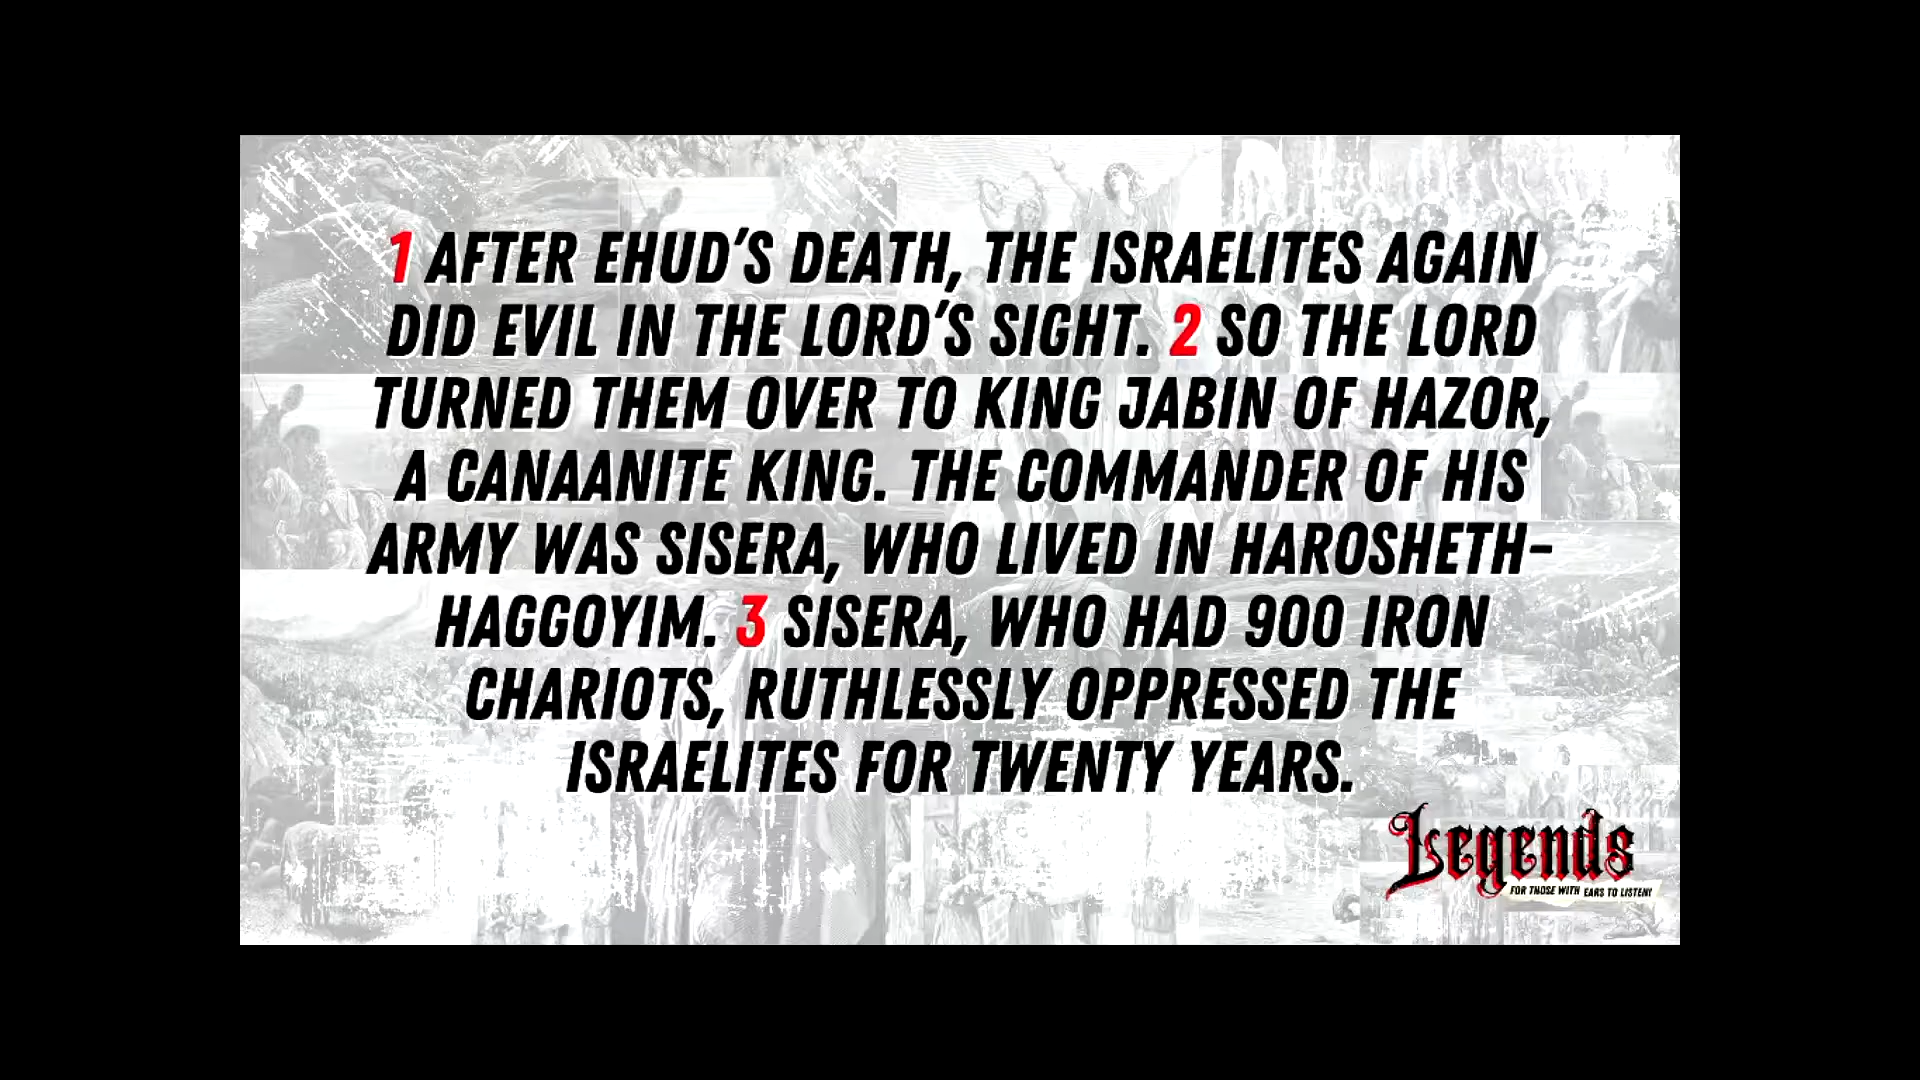 1 AFTER EHUD'S DEATH, THE ISRAELITES AGAIN
DID EVIL IN THE LORD'S SIGHT. 2 SO THE LORD
TURNED THEM OVER TO KING JABIN OF HAZOR,
A CANAANITE KING. THE COMMANDER OF HIS
ARMY WAS SISERA, WHO LIVED IN HAROSHETH-
HAGGOYIM. 3 SISERA, WHO HAD 900 IRON
CHARIOTS, RUTHLESSLY OPPRESSED THE
ISRAELITES FOR TWENTY YEARS.
Legends
FOR THOSE WITH EARS TO LISTEN!